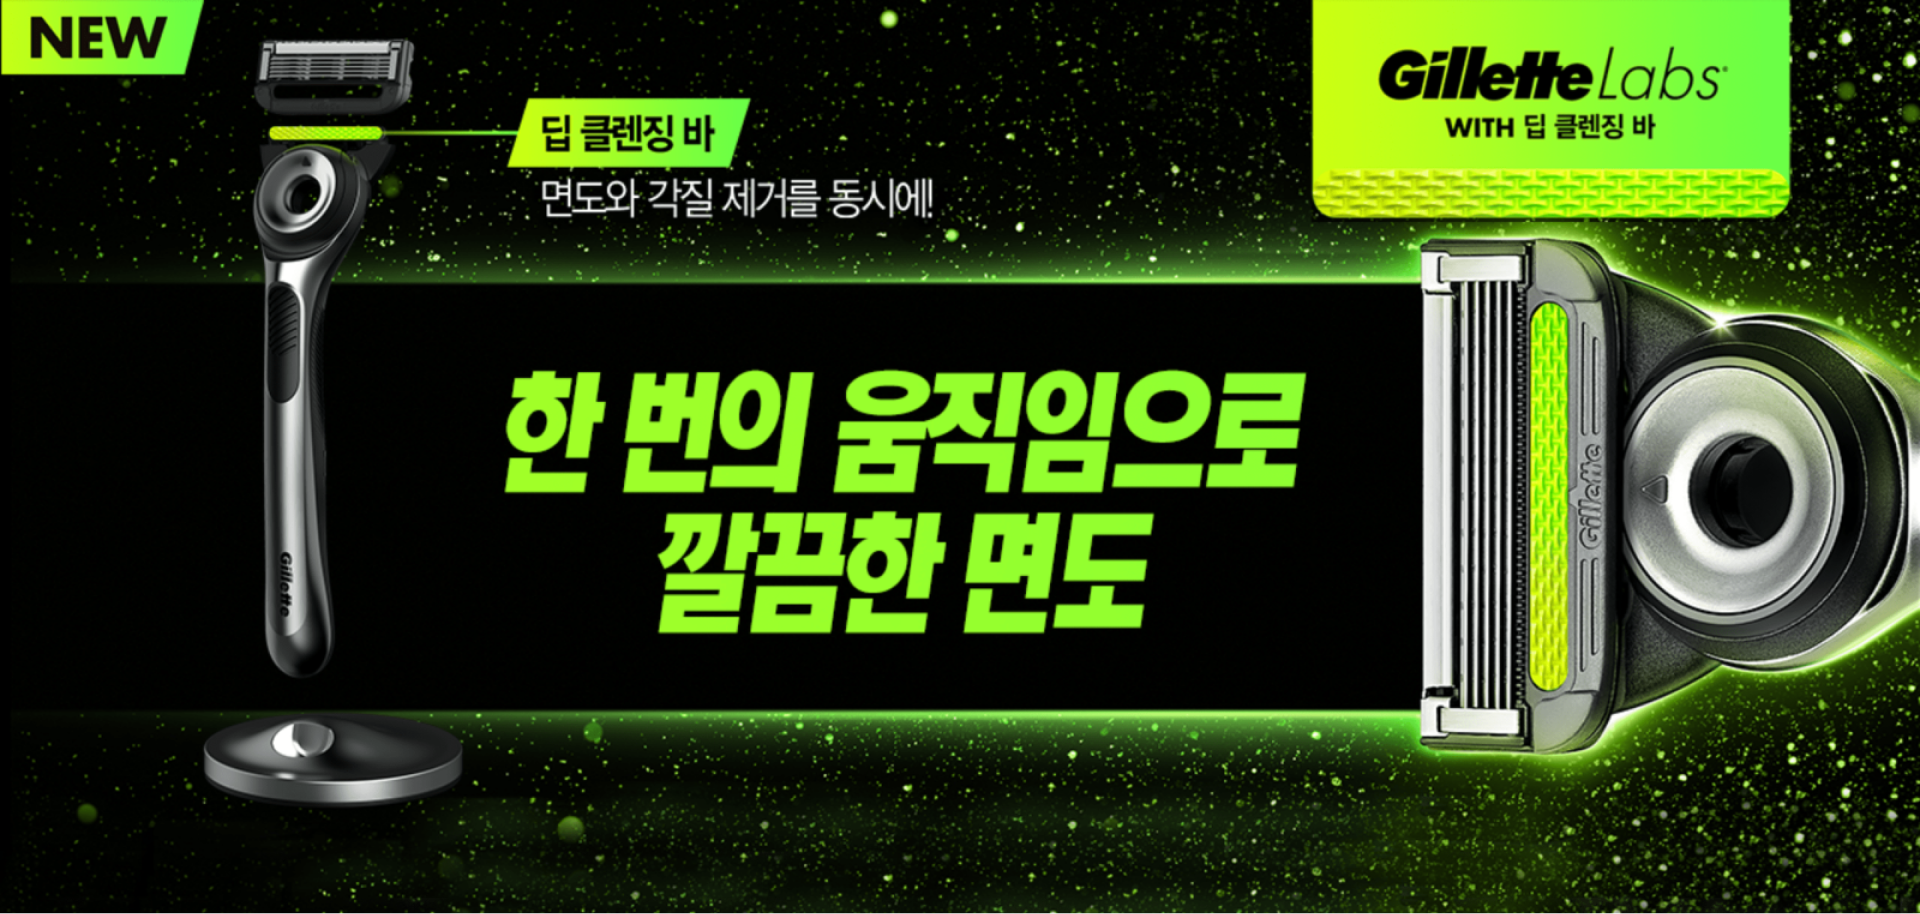 NEW
딥 클렌징 바
면도와 각질 제거를 동시에!
GilletteLabs
WITH 딥 클렌징 바
한 번의 움직임으로
깔끔한 면도
Gillette
Gillette